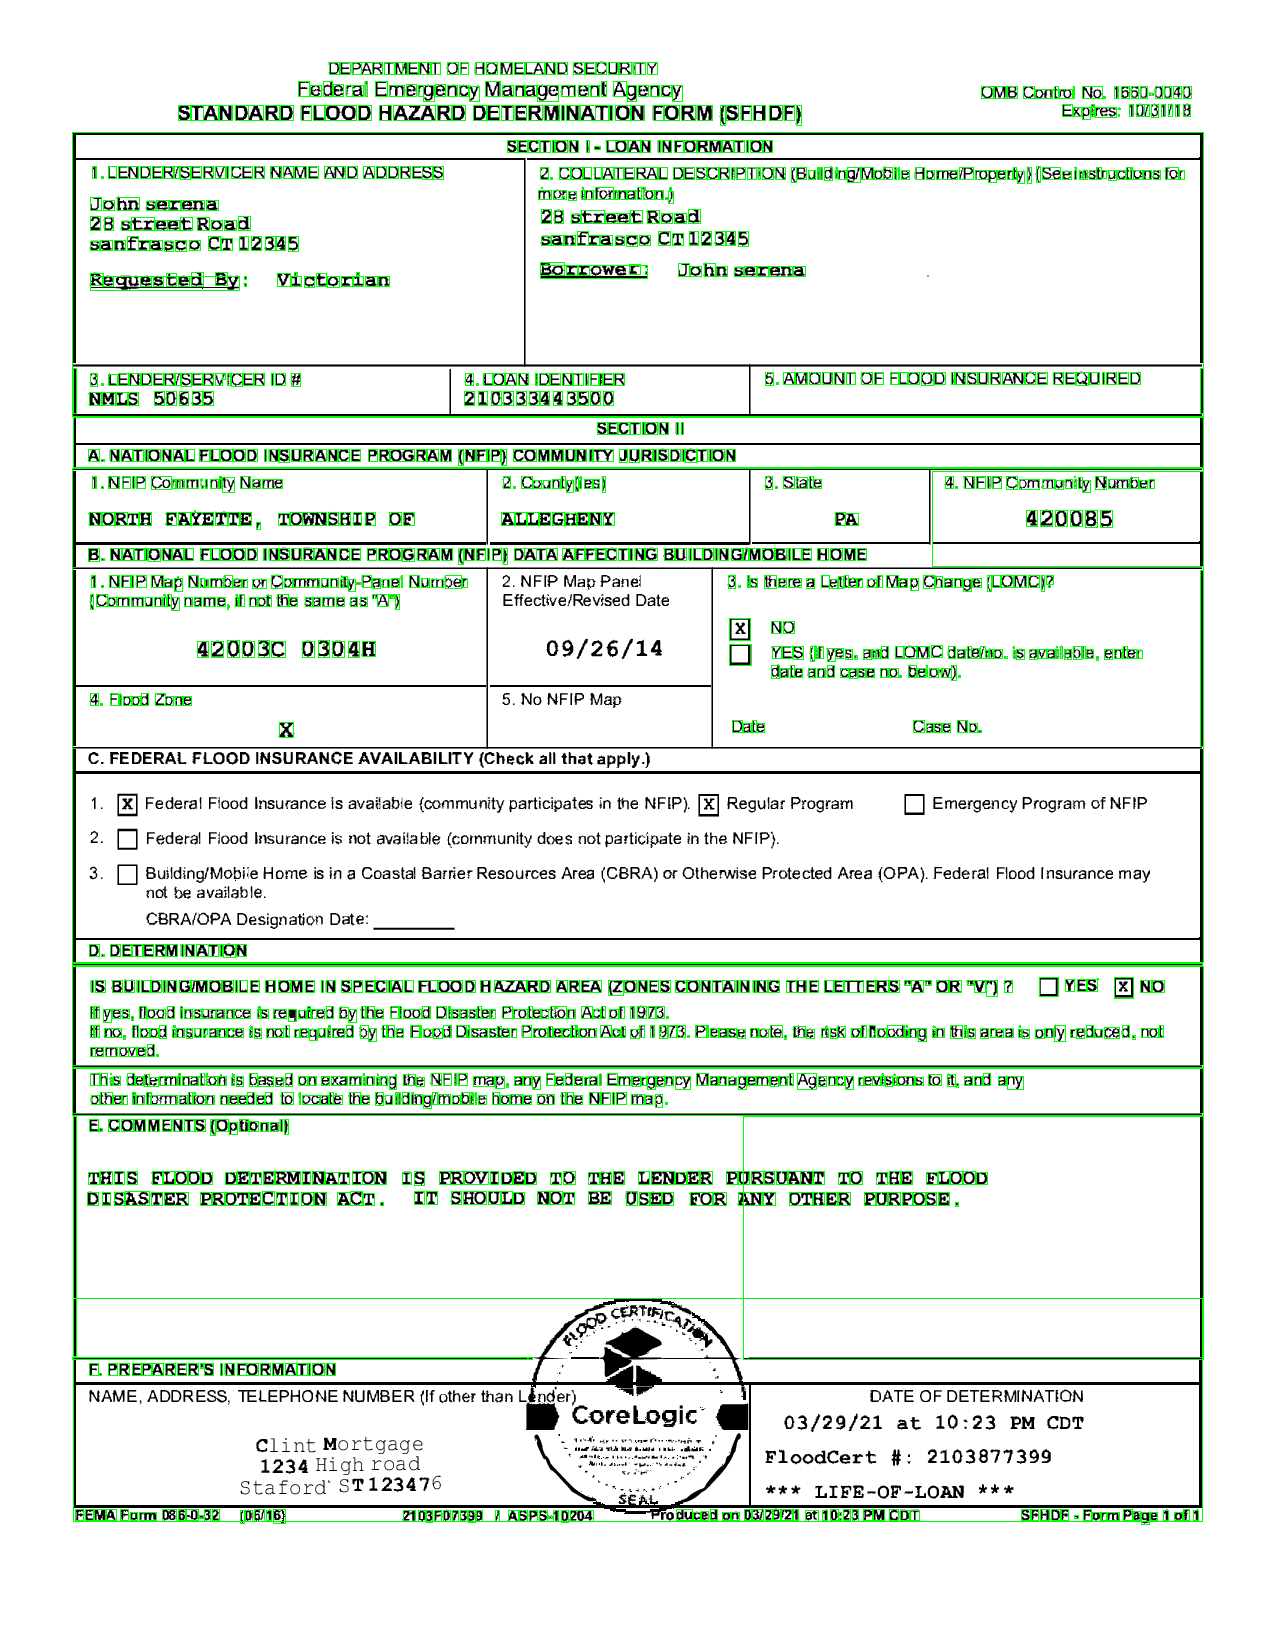 DEPARTMENT OF HOMELAND SECURITY
Federal Emergency Management Agency
STANDARD FLOOD HAZARD DETERMINATION FORM (SFHDF)
OMB Control No. 1660-0040
Expires: 10/31/18
SECTION I - LOAN INFORMATION
1. LENDER/SERVICER NAME AND ADDRESS
John serena
28 street Road
sanfrasco CT 12345
Requested By: Victorian
2. COLLATERAL DESCRIPTION (Building/Mobile Home/Property) (See instructions for
more information.)
28 street Road
sanfrasco CT 12345
Borrower: John serena
3. LENDER/SERVICER ID #
NMLS 50635
4. LOAN IDENTIFIER
210333443500
5. AMOUNT OF FLOOD INSURANCE REQUIRED
SECTION II
A. NATIONAL FLOOD INSURANCE PROGRAM (NFIP) COMMUNITY JURISDICTION
1. NFIP Community Name
NORTH FAYETTE, TOWNSHIP OF
2. County(ies)
ALLEGHENY
3. State
PA
4. NFIP Community Number
420085
B. NATIONAL FLOOD INSURANCE PROGRAM (NFIP) DATA AFFECTING BUILDING/MOBILE HOME
1. NFIP Map Number or Community-Panel Number
(Community name, if not the same as "A")
42003C 0304H
2. NFIP Map Panel
Effective/Revised Date
09/26/14
3. Is there a Letter of Map Change (LOMC)?
X NO
YES (If yes, and LOMC date/no. is available, enter
date and case no. below).
Date Case No.
4. Flood Zone
X
5. No NFIP Map
C. FEDERAL FLOOD INSURANCE AVAILABILITY (Check all that apply.)
1. X Federal Flood Insurance is available (community participates in the NFIP). X Regular Program Emergency Program of NFIP
2. Federal Flood Insurance is not available (community does not participate in the NFIP).
3. Building/Mobile Home is in a Coastal Barrier Resources Area (CBRA) or Otherwise Protected Area (OPA). Federal Flood Insurance may
not be available.
CBRA/OPA Designation Date:
D. DETERMINATION
IS BUILDING/MOBILE HOME IN SPECIAL FLOOD HAZARD AREA (ZONES CONTAINING THE LETTERS "A" OR "V") ? YES X NO
If yes, flood insurance is required by the Flood Disaster Protection Act of 1973.
If no, flood insurance is not required by the Flood Disaster Protection Act of 1973. Please note, the risk of flooding in this area is only reduced, not
removed.
This determination is based on examining the NFIP map, any Federal Emergency Management Agency revisions to it, and any
other information needed to locate the building/mobile home on the NFIP map.
E. COMMENTS (Optional)
THIS FLOOD DETERMINATION IS PROVIDED TO THE LENDER PURSUANT TO THE FLOOD
DISASTER PROTECTION ACT. IT SHOULD NOT BE USED FOR ANY OTHER PURPOSE.
FLOOD CERTIFICATION
CoreLogic
SEAL
F. PREPARER'S INFORMATION
NAME, ADDRESS, TELEPHONE NUMBER (If other than Lender)
Clint Mortgage
1234 High road
Staford` ST123476
DATE OF DETERMINATION
03/29/21 at 10:23 PM CDT
FloodCert #: 2103877399
*** LIFE-OF-LOAN ***
FEMA Form 086-0-32 (06/16) 2103F07399 / ASPS-10204 Produced on 03/29/21 at 10:23 PM CDT SFHDF - Form Page 1 of 1